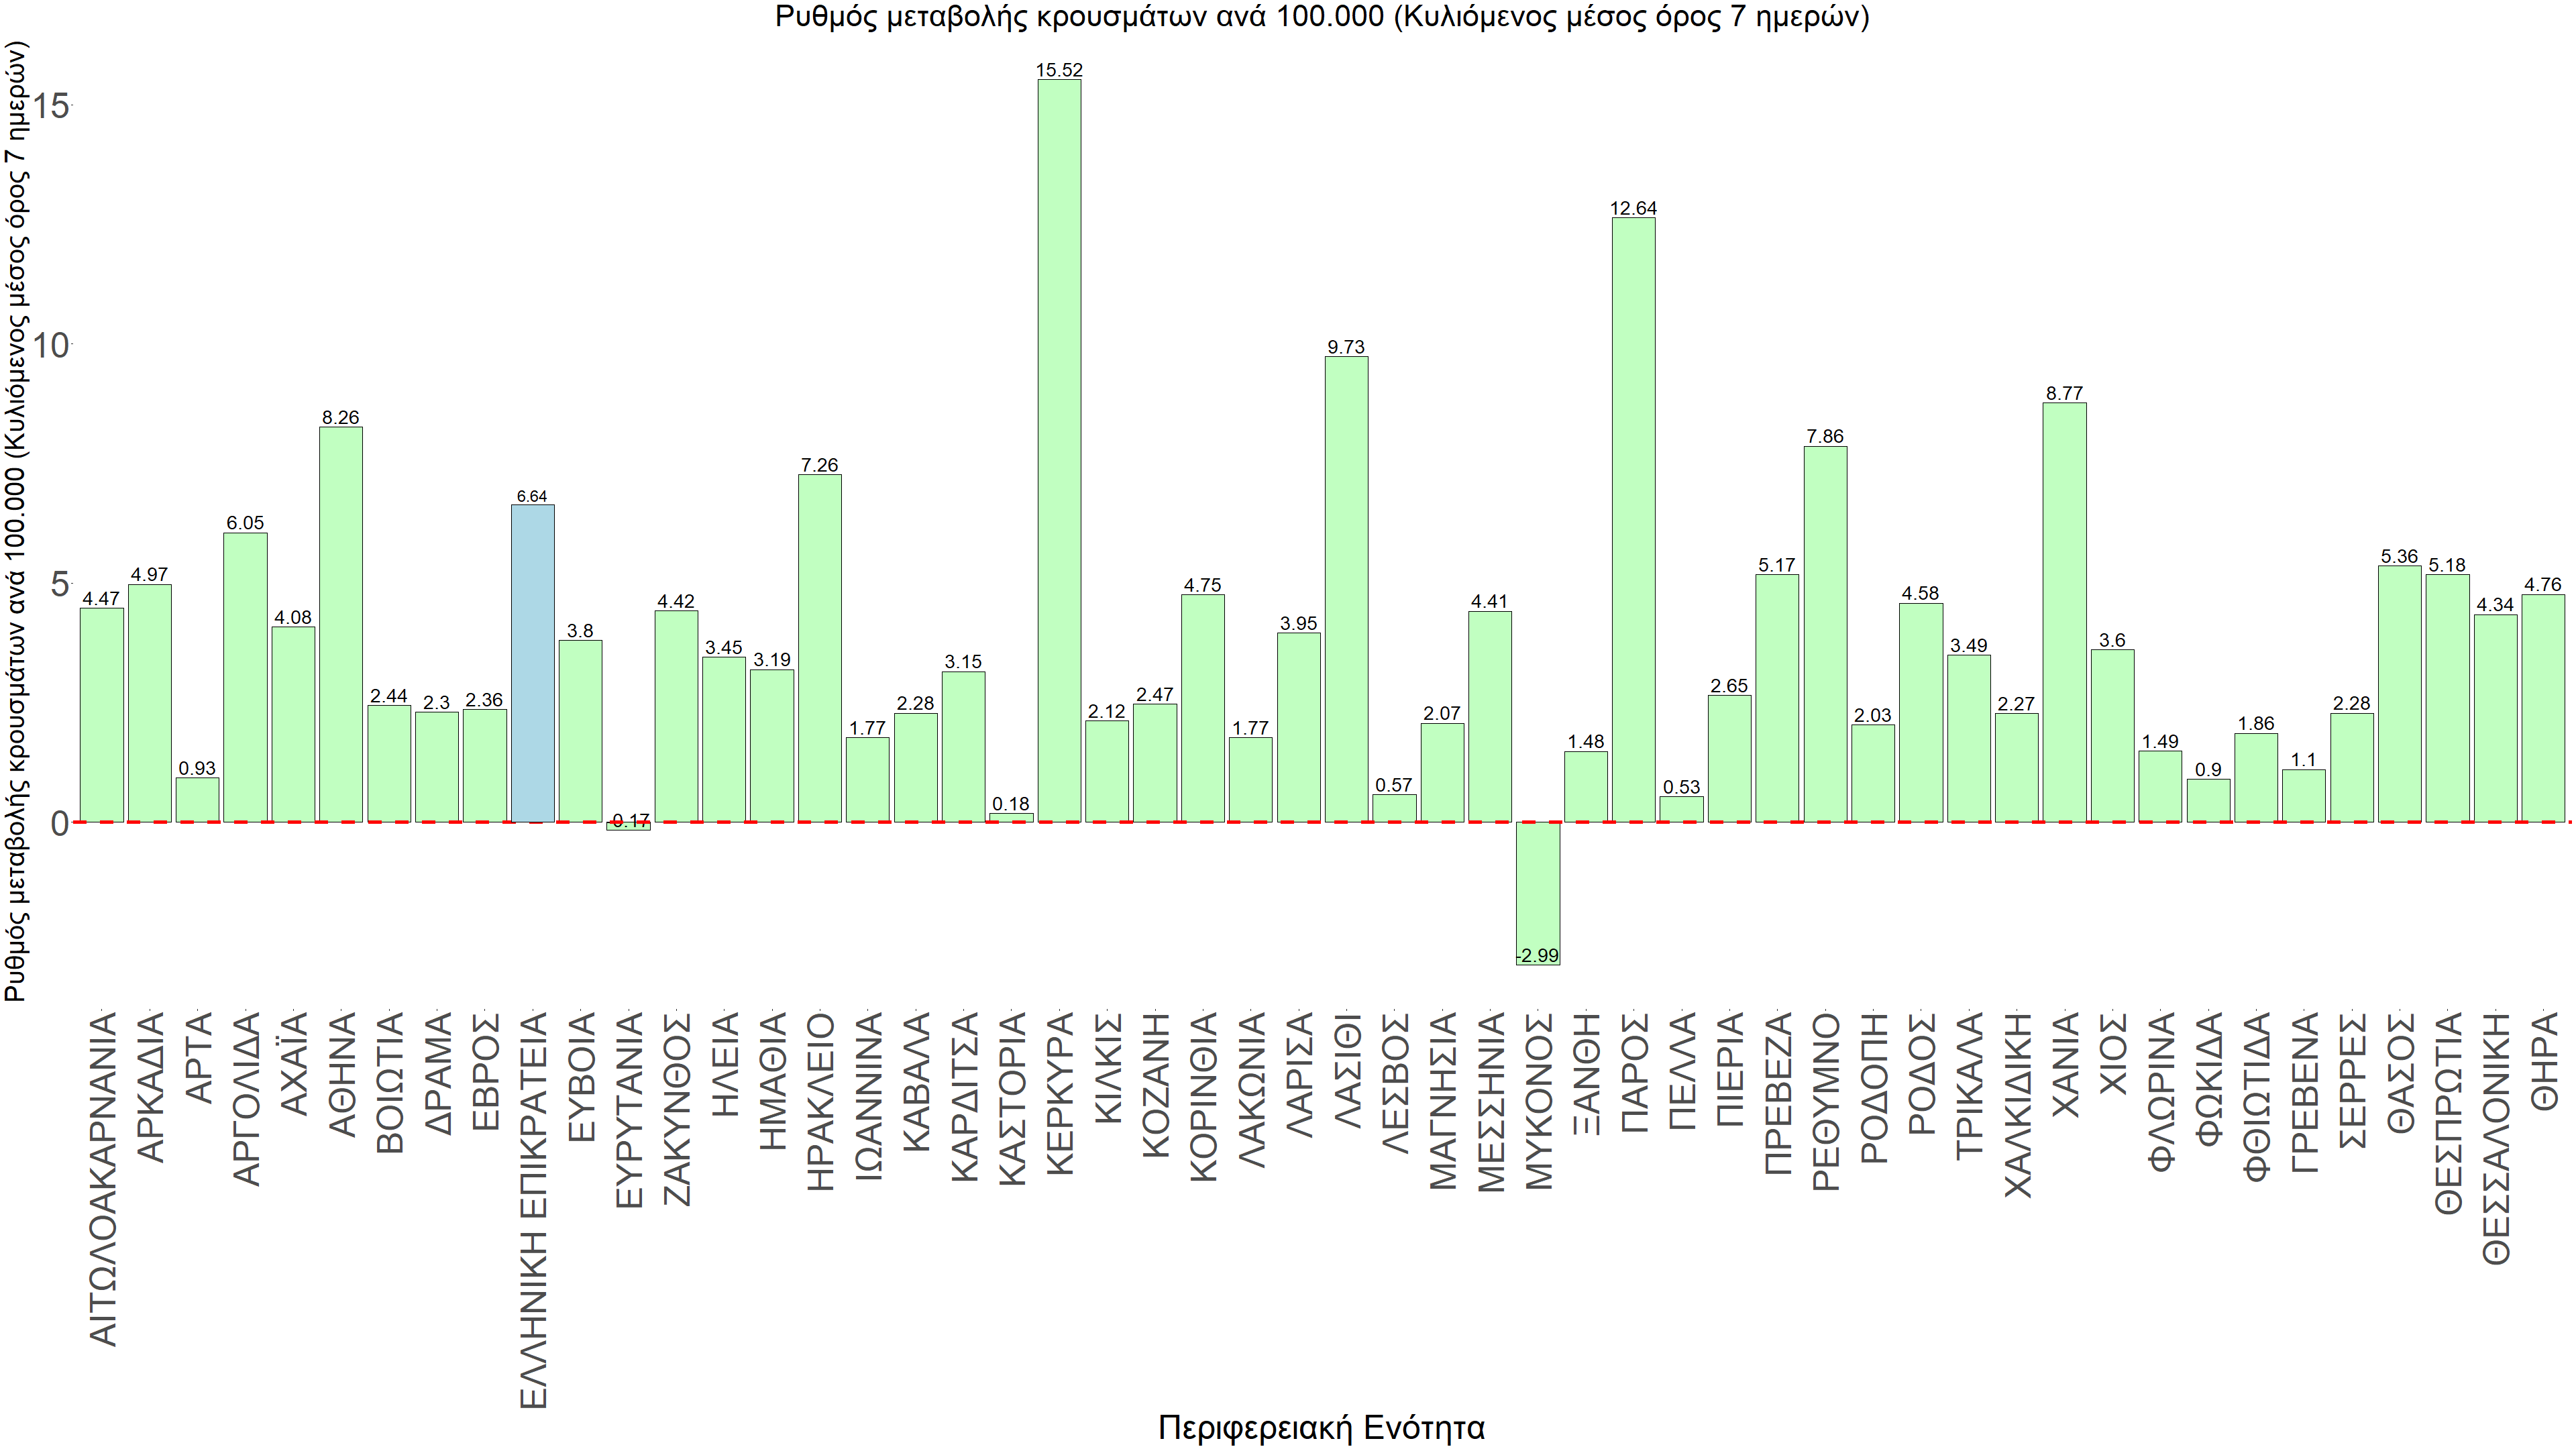 Ρυθμός μεταβολής κρουσμάτων ανά 100.000 (Κυλιόμενος μέσος όρος 7 ημερών)
Ρυθμός μεταβολής κρουσμάτων ανά 100.000 (Κυλιόμενος μέσος όρος 7 ημερών)
15
10
5
0
4.47
4.97
0.93
6.05
4.08
8.26
2.44
2.3
2.36
6.64
3.8
-0.17
4.42
3.45
3.19
7.26
1.77
2.28
3.15
0.18
15.52
2.12
2.47
4.75
1.77
3.95
9.73
0.57
2.07
4.41
-2.99
1.48
12.64
0.53
2.65
5.17
7.86
2.03
4.58
3.49
2.27
8.77
3.6
1.49
0.9
1.86
1.1
2.28
5.36
5.18
4.34
4.76
ΑΙΤΩΛΟΑΚΑΡΝΑΝΙΑ
ΑΡΚΑΔΙΑ
ΑΡΤΑ
ΑΡΓΟΛΙΔΑ
ΑΧΑΪΑ
ΑΘΗΝΑ
ΒΟΙΩΤΙΑ
ΔΡΑΜΑ
ΕΒΡΟΣ
ΕΛΛΗΝΙΚΗ ΕΠΙΚΡΑΤΕΙΑ
ΕΥΒΟΙΑ
ΕΥΡΥΤΑΝΙΑ
ΖΑΚΥΝΘΟΣ
ΗΛΕΙΑ
ΗΜΑΘΙΑ
ΗΡΑΚΛΕΙΟ
ΙΩΑΝΝΙΝΑ
ΚΑΒΑΛΑ
ΚΑΡΔΙΤΣΑ
ΚΑΣΤΟΡΙΑ
ΚΕΡΚΥΡΑ
ΚΙΛΚΙΣ
ΚΟΖΑΝΗ
ΚΟΡΙΝΘΙΑ
ΛΑΚΩΝΙΑ
ΛΑΡΙΣΑ
ΛΑΣΙΘΙ
ΛΕΣΒΟΣ
ΜΑΓΝΗΣΙΑ
ΜΕΣΣΗΝΙΑ
ΜΥΚΟΝΟΣ
ΞΑΝΘΗ
ΠΑΡΟΣ
ΠΕΛΛΑ
ΠΙΕΡΙΑ
ΠΡΕΒΕΖΑ
ΡΕΘΥΜΝΟ
ΡΟΔΟΠΗ
ΡΟΔΟΣ
ΤΡΙΚΑΛΑ
ΧΑΛΚΙΔΙΚΗ
ΧΑΝΙΑ
ΧΙΟΣ
ΦΛΩΡΙΝΑ
ΦΩΚΙΔΑ
ΦΘΙΩΤΙΔΑ
ΓΡΕΒΕΝΑ
ΣΕΡΡΕΣ
ΘΑΣΟΣ
ΘΕΣΠΡΩΤΙΑ
ΘΕΣΣΑΛΟΝΙΚΗ
ΘΗΡΑ
Περιφερειακή Ενότητα